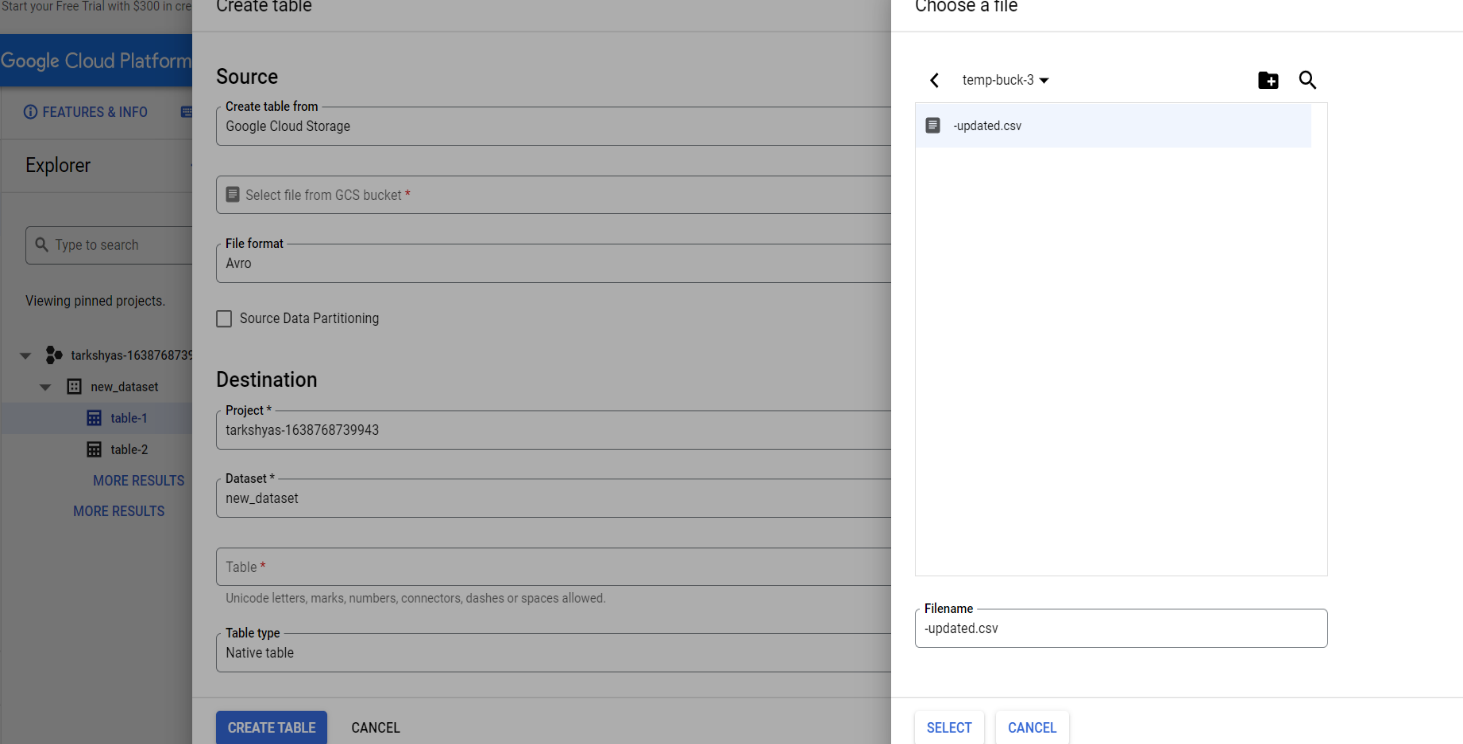 Start your Free Trial with $300 in cre
Google Cloud Platform
FEATURES & INFO
Explorer
Type to search
Viewing pinned projects.
tarkshyas-1638768739
new_dataset
table-1
table-2
MORE RESULTS
MORE RESULTS
Create table
Source
Create table from
Google Cloud Storage
Select file from GCS bucket *
File format
Avro
Source Data Partitioning
Destination
Project *
tarkshyas-1638768739943
Dataset *
new_dataset
Table *
Unicode letters, marks, numbers, connectors, dashes or spaces allowed.
Table type
Native table
CREATE TABLE CANCEL
Choose a file
temp-buck-3
-updated.csv
Filename
-updated.csv
SELECT CANCEL